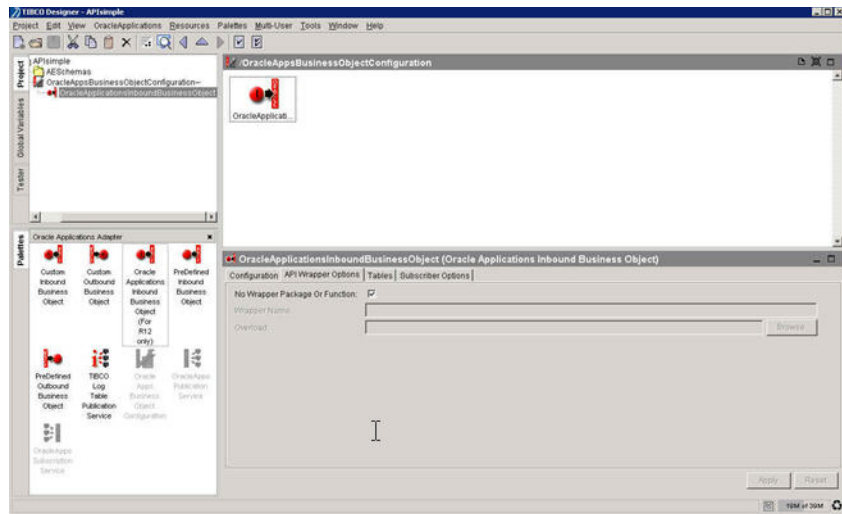 TIBCO Designer - APIsimple
Project Edit View OracleApplications Resources Palettes Multi-User Tools Window Help
Project
Global Variables
Tester
APIsimple
AESchemas
OracleAppsBusinessObjectConfiguration~
OracleApplicationsInboundBusinessObject
/OracleAppsBusinessObjectConfiguration
OracleApplicati...
Palettes
Oracle Applications Adapter
Custom
Inbound
Business
Object
Custom
Outbound
Business
Object
Oracle
Applications
Inbound
Business
Object
(For
R12
only)
PreDefined
Inbound
Business
Object
PreDefined
Outbound
Business
Object
TIBCO
Log
Table
Publication
Service
Oracle
Apps
Business
Object
Configuration
OracleApps
Publication
Service
OracleApps
Subscription
Service
OracleApplicationsInboundBusinessObject (Oracle Applications Inbound Business Object)
Configuration API Wrapper Options Tables Subscriber Options
No Wrapper Package Or Function:
Wrapper Name:
Overload:
Browse
Apply Reset
19M of 39M